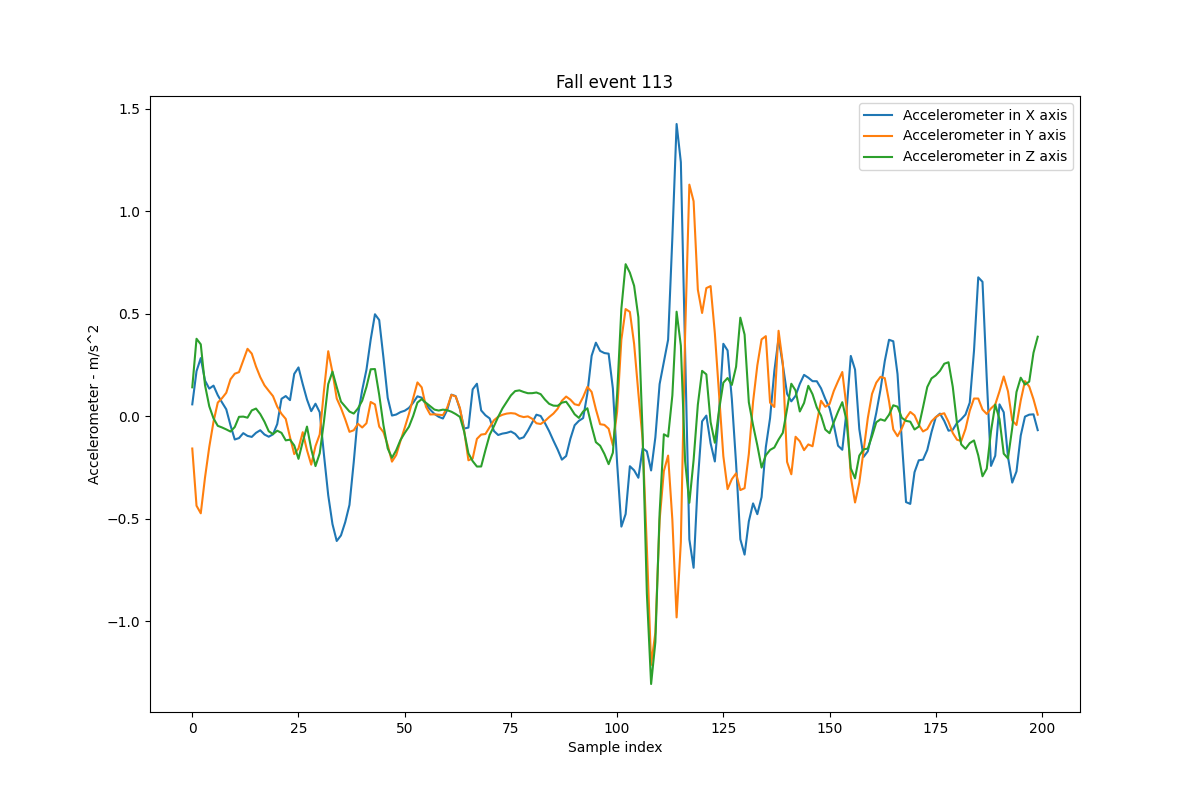 Fall event 113
Accelerometer in X axis
Accelerometer in Y axis
Accelerometer in Z axis
Accelerometer - m/s^2
1.5
1.0
0.5
0.0
−0.5
−1.0
0 25 50 75 100 125 150 175 200
Sample index